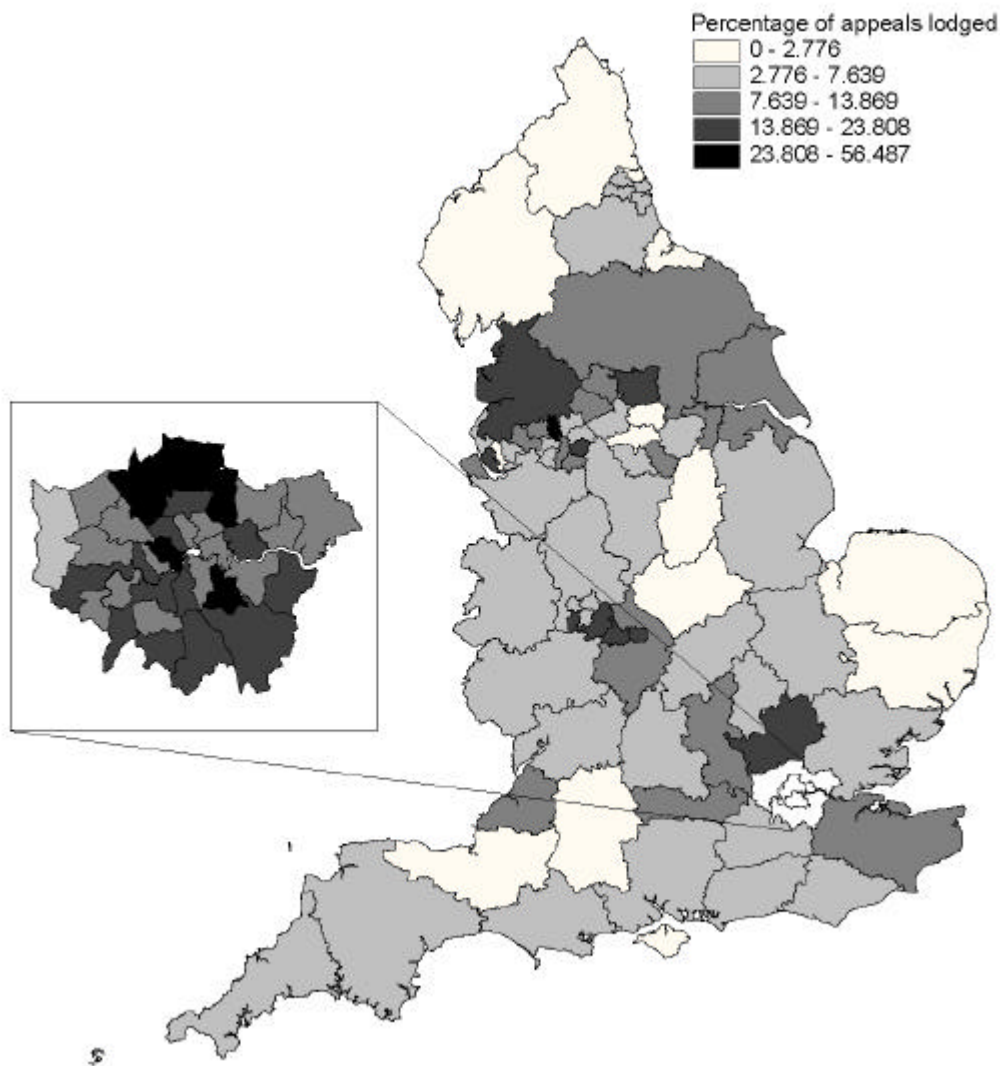 Percentage of appeals lodged
0 - 2.776
2.776 - 7.639
7.639 - 13.869
13.869 - 23.808
23.808 - 56.487